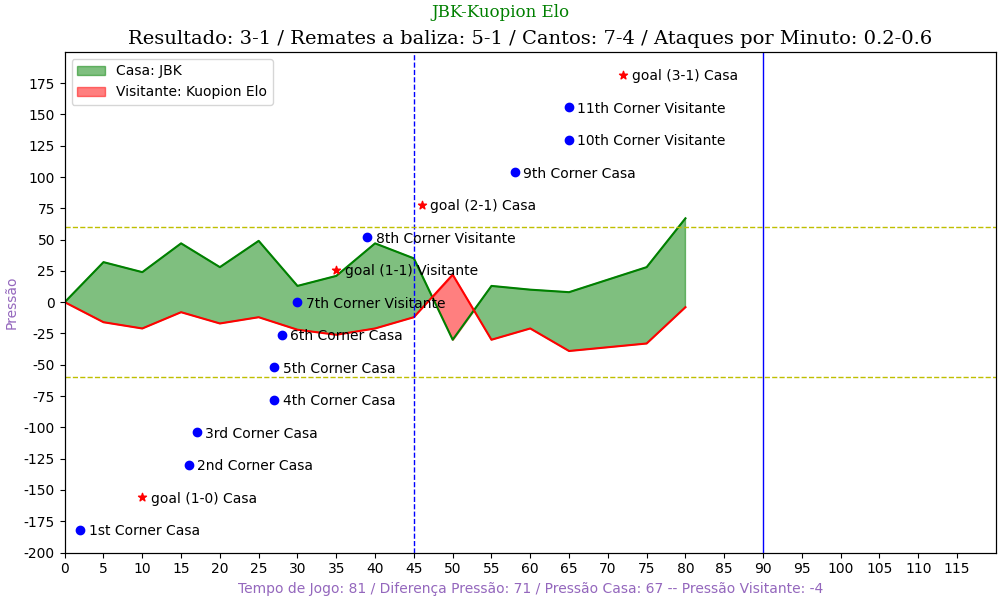 JBK-Kuopion Elo
Resultado: 3-1 / Remates a baliza: 5-1 / Cantos: 7-4 / Ataques por Minuto: 0.2-0.6
Casa: JBK
Visitante: Kuopion Elo
goal (3-1) Casa
11th Corner Visitante
10th Corner Visitante
9th Corner Casa
goal (2-1) Casa
8th Corner Visitante
goal (1-1) Visitante
7th Corner Visitante
6th Corner Casa
5th Corner Casa
4th Corner Casa
3rd Corner Casa
2nd Corner Casa
goal (1-0) Casa
1st Corner Casa
Pressão
175
150
125
100
75
50
25
0
-25
-50
-75
-100
-125
-150
-175
-200
0 5 10 15 20 25 30 35 40 45 50 55 60 65 70 75 80 85 90 95 100 105 110 115
Tempo de Jogo: 81 / Diferença Pressão: 71 / Pressão Casa: 67 -- Pressão Visitante: -4